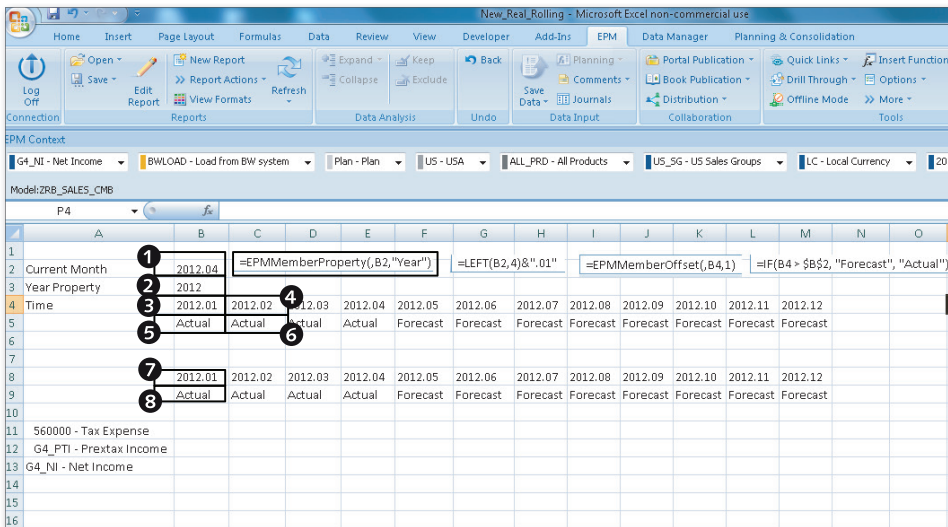 New_Real_Rolling - Microsoft Excel non-commercial use
Home Insert Page Layout Formulas Data Review View Developer Add-Ins EPM Data Manager Planning & Consolidation
Open New Report Expand Keep Back Planning Portal Publication Quick Links Insert Function
Save Report Actions Collapse Exclude Comments Book Publication Drill Through Options
Log Off Edit Report View Formats Refresh Save Data Journals Distribution Offline Mode More
Connection Reports Data Analysis Undo Data Input Collaboration Tools
EPM Context
G4_NI - Net Income BWLOAD - Load from BW system Plan - Plan US - USA ALL_PRD - All Products US_SG - US Sales Groups LC - Local Currency 20
Model:ZRB_SALES_CMB
P4 fx
A B C D E F G H I J K L M N O
1 1
2 Current Month 2012.04 =EPMMemberProperty(,B2,"Year") =LEFT(B2,4)&".01" =EPMMemberOffset(,B4,1) =IF(B4 > $B$2, "Forecast", "Actual")
3 Year Property 2 2012
4 Time 3 2012.01 2012.02 4 2012.03 2012.04 2012.05 2012.06 2012.07 2012.08 2012.09 2012.10 2012.11 2012.12
5 5 Actual Actual 6 Actual Actual Forecast Forecast Forecast Forecast Forecast Forecast Forecast Forecast
6
7
8 7 2012.01 2012.02 2012.03 2012.04 2012.05 2012.06 2012.07 2012.08 2012.09 2012.10 2012.11 2012.12
9 8 Actual Actual Actual Actual Forecast Forecast Forecast Forecast Forecast Forecast Forecast Forecast
10
11 560000 - Tax Expense
12 G4_PTI - Prextax Income
13 G4_NI - Net Income
14
15
16